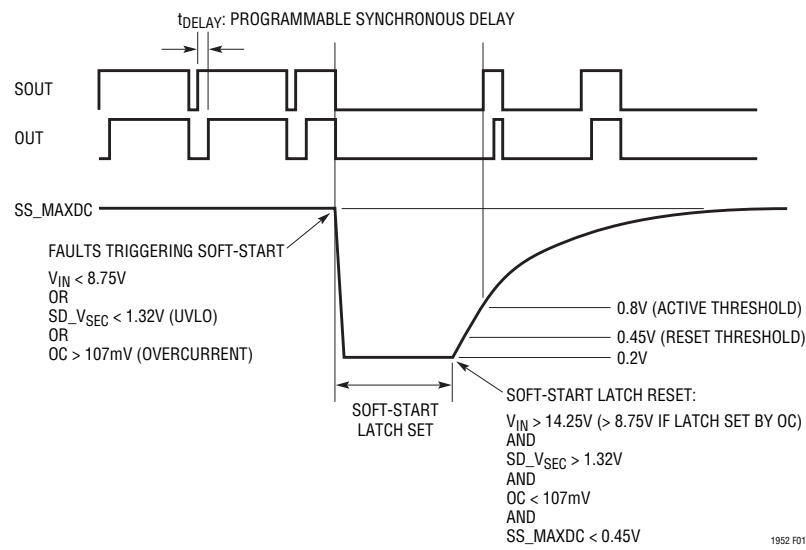 tDELAY: PROGRAMMABLE SYNCHRONOUS DELAY
SOUT
OUT
SS_MAXDC
FAULTS TRIGGERING SOFT-START
VIN < 8.75V
OR
SD_VSEC < 1.32V (UVLO)
OR
OC > 107mV (OVERCURRENT)
0.8V (ACTIVE THRESHOLD)
0.45V (RESET THRESHOLD)
0.2V
SOFT-START
LATCH SET
SOFT-START LATCH RESET:
VIN > 14.25V (> 8.75V IF LATCH SET BY OC)
AND
SD_VSEC > 1.32V
AND
OC < 107mV
AND
SS_MAXDC < 0.45V
1952 F01